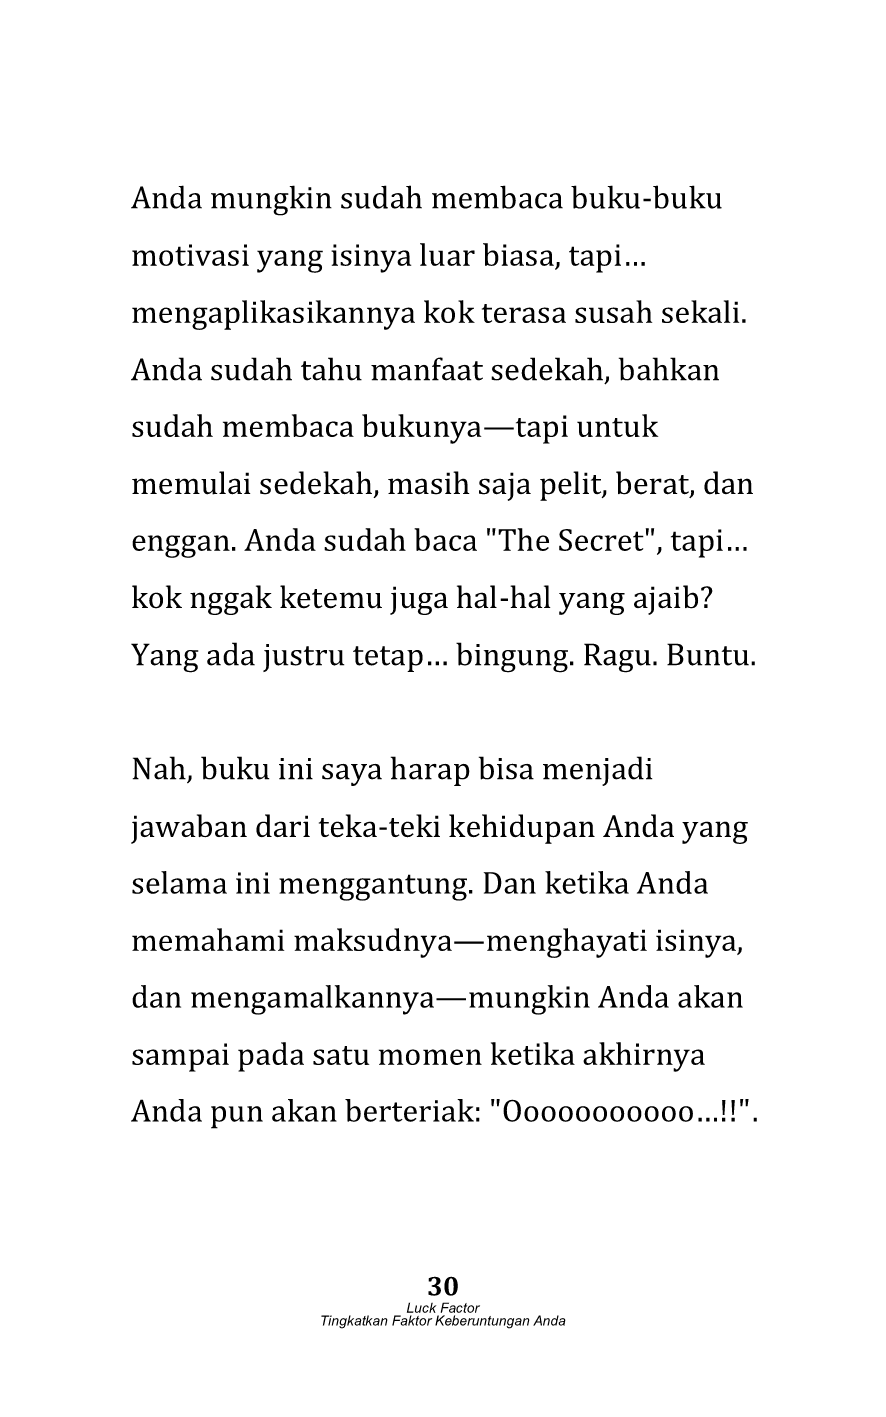 Anda mungkin sudah membaca buku-buku
motivasi yang isinya luar biasa, tapi…
mengaplikasikannya kok terasa susah sekali.
Anda sudah tahu manfaat sedekah, bahkan
sudah membaca bukunya—tapi untuk
memulai sedekah, masih saja pelit, berat, dan
enggan. Anda sudah baca "The Secret", tapi…
kok nggak ketemu juga hal-hal yang ajaib?
Yang ada justru tetap… bingung. Ragu. Buntu.
Nah, buku ini saya harap bisa menjadi
jawaban dari teka-teki kehidupan Anda yang
selama ini menggantung. Dan ketika Anda
memahami maksudnya—menghayati isinya,
dan mengamalkannya—mungkin Anda akan
sampai pada satu momen ketika akhirnya
Anda pun akan berteriak: "Ooooooooooo…!!".
30
Luck Factor
Tingkatkan Faktor Keberuntungan Anda